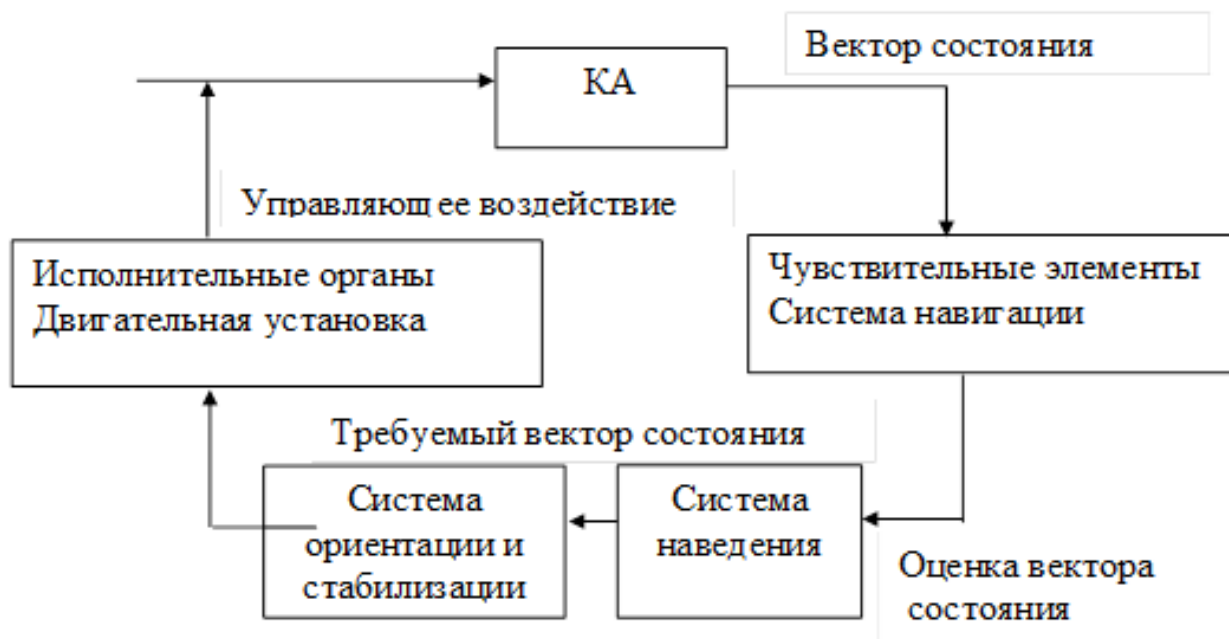 Вектор состояния
КА
Управляющее воздействие
Исполнительные органы
Двигательная установка
Чувствительные элементы
Система навигации
Требуемый вектор состояния
Система
ориентации и
стабилизации
Система
наведения
Оценка вектора
состояния